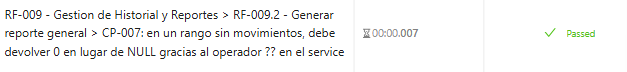 RF-009 - Gestion de Historial y Reportes > RF-009.2 - Generar
reporte general > CP-007: en un rango sin movimientos, debe
devolver 0 en lugar de NULL gracias al operador ?? en el service
00:00.007
Passed